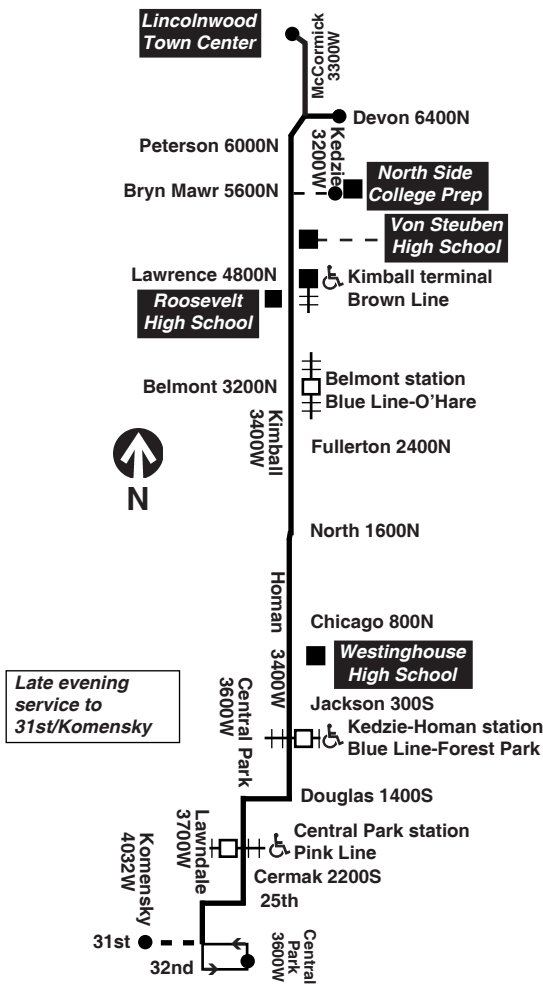 Lincolnwood
Town Center
McCormick
3300W
Devon 6400N
Peterson 6000N
Kedzie
3200W
Bryn Mawr 5600N
North Side
College Prep
Von Steuben
High School
Lawrence 4800N
Kimball terminal
Brown Line
Roosevelt
High School
Belmont 3200N
Belmont station
Blue Line-O'Hare
Kimball
3400W
Fullerton 2400N
N
North 1600N
Homan 3400W
Chicago 800N
Westinghouse
High School
Late evening
service to
31st/Komensky
Central Park
3600W
Jackson 300S
Kedzie-Homan station
Blue Line-Forest Park
Douglas 1400S
Lawndale
3700W
Central Park station
Pink Line
Komensky
4032W
Cermak 2200S
25th
31st
32nd
Central
Park
3600W